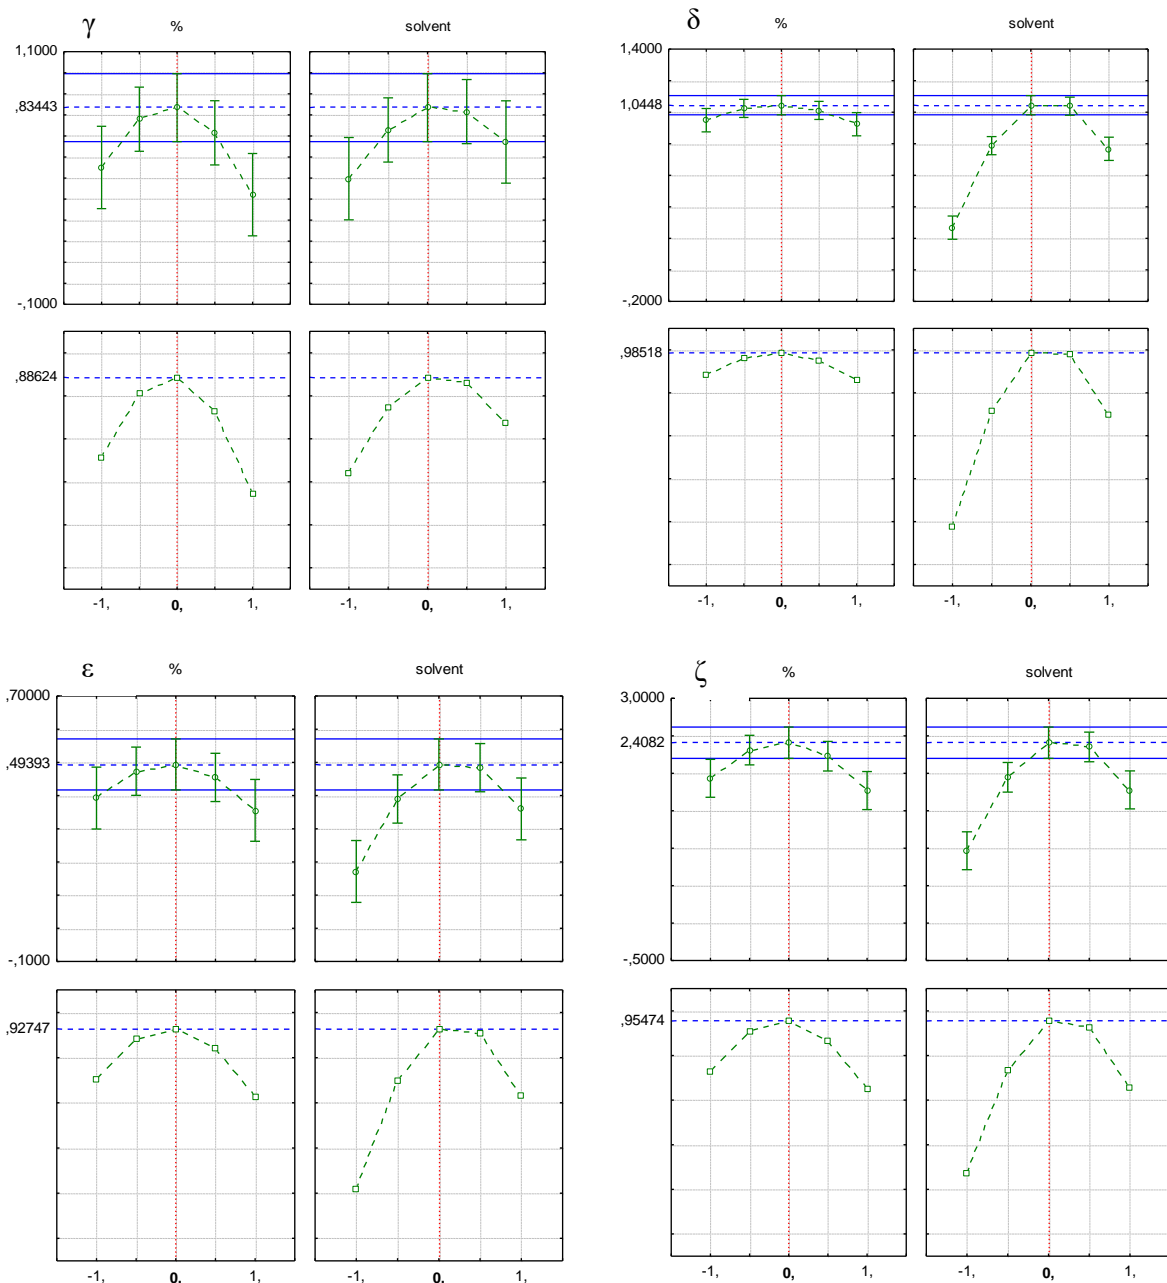 γ % solvent
1,1000
,83443
-,1000
,88624
-1, 0, 1, -1, 0, 1,
δ % solvent
1,4000
1,0448
-,2000
,98518
-1, 0, 1, -1, 0, 1,
ε % solvent
,70000
,49393
-,1000
,92747
-1, 0, 1, -1, 0, 1,
ζ % solvent
3,0000
2,4082
-,5000
,95474
-1, 0, 1, -1, 0, 1,